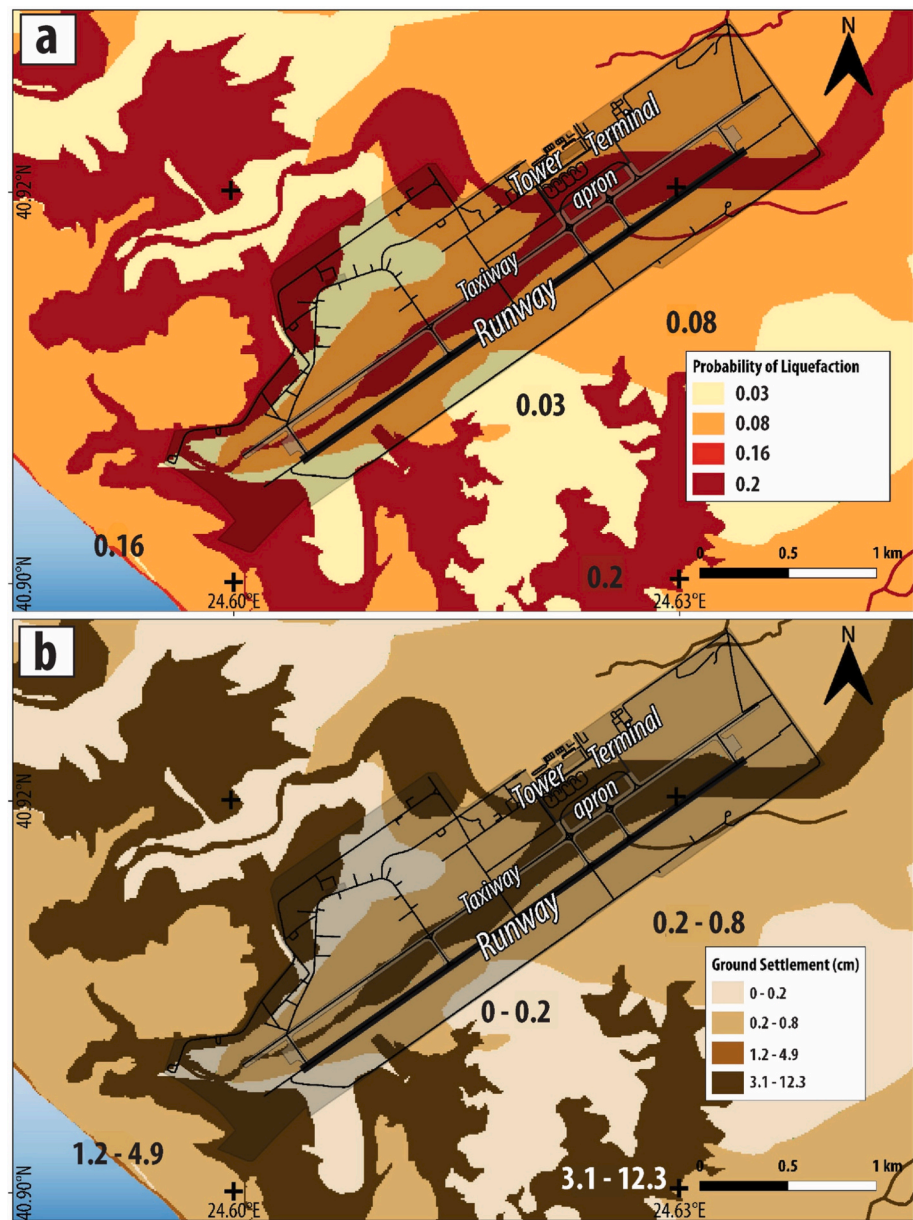 a
N
40.92°N
Tower
Terminal
apron
Taxiway
Runway
0.08
0.03
Probability of Liquefaction
0.03
0.08
0.16
0.2
0.16
0.2
0 0.5 1 km
40.90°N
24.60°E
24.63°E
b
N
40.92°N
Tower
Terminal
apron
Taxiway
Runway
0.2 - 0.8
0 - 0.2
Ground Settlement (cm)
0 - 0.2
0.2 - 0.8
1.2 - 4.9
3.1 - 12.3
1.2 - 4.9
3.1 - 12.3
0 0.5 1 km
40.90°N
24.60°E
24.63°E